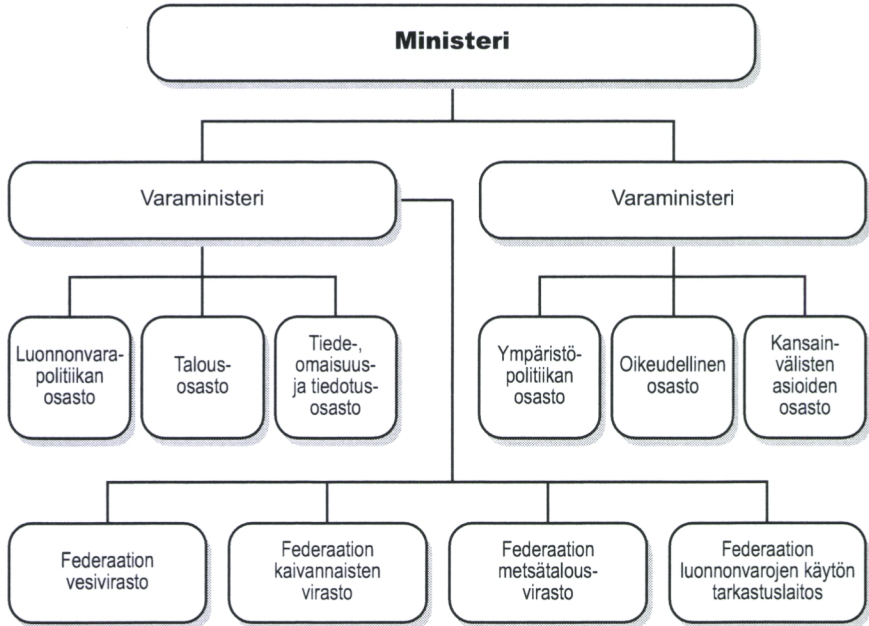 Ministeri
Varaministeri
Varaministeri
Luonnonvara-
politiikan
osasto
Talous-
osasto
Tiede-,
omaisuus-
ja tiedotus-
osasto
Ympäristö-
politiikan
osasto
Oikeudellinen
osasto
Kansain-
välisten
asioiden
osasto
Federaation
vesivirasto
Federaation
kaivannaisten
virasto
Federaation
metsätalous-
virasto
Federaation
luonnonvarojen käytön
tarkastuslaitos